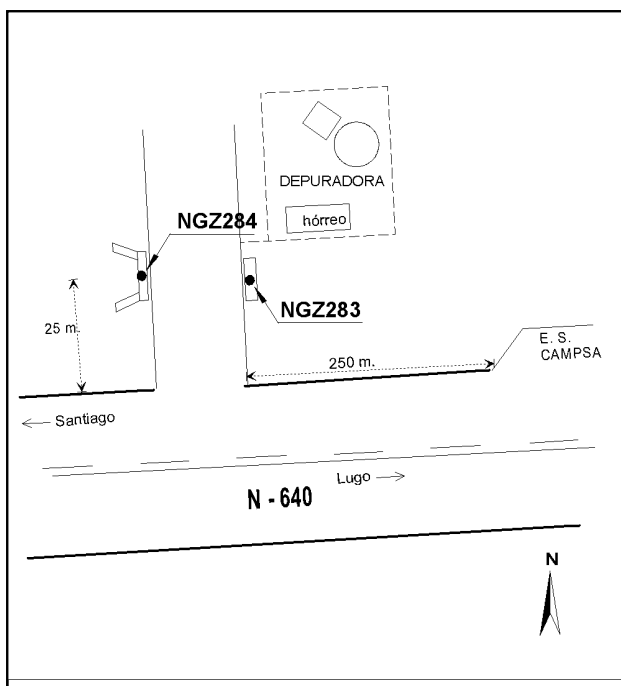 DEPURADORA
hórreo
NGZ284
NGZ283
25 m.
250 m.
E. S.
CAMPSA
← Santiago
Lugo →
N - 640
N